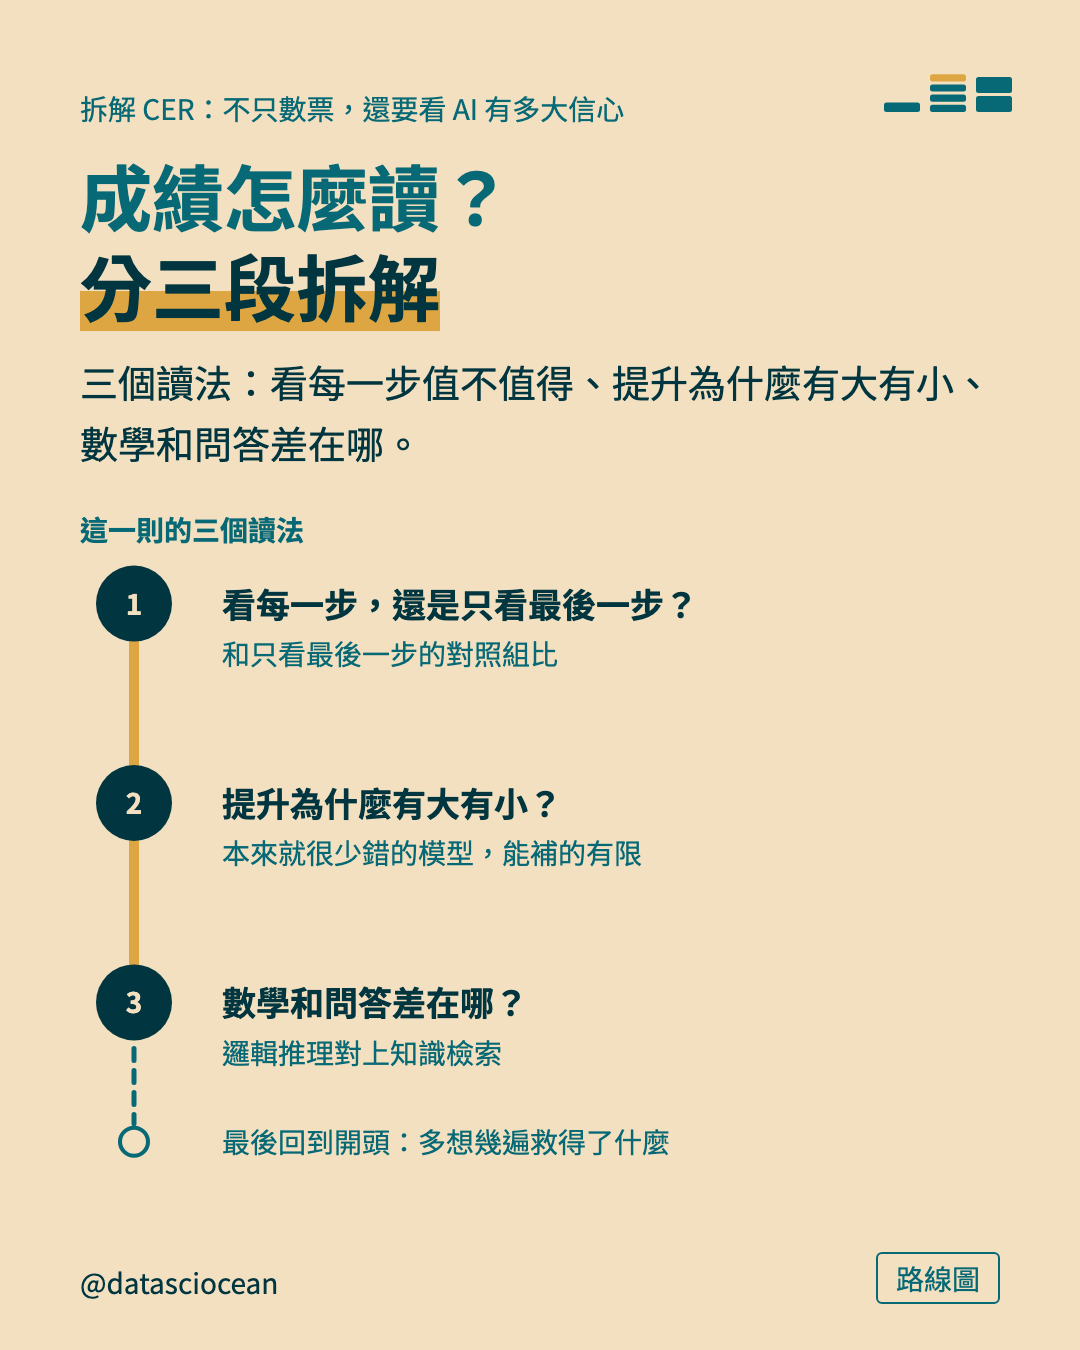 拆解 CER：不只數票，還要看 AI 有多大信心
成績怎麼讀？
分三段拆解
三個讀法：看每一步值不值得、提升為什麼有大有小、
數學和問答差在哪。
這一則的三個讀法
1
看每一步，還是只看最後一步？
和只看最後一步的對照組比
2
提升為什麼有大有小？
本來就很少錯的模型，能補的有限
3
數學和問答差在哪？
邏輯推理對上知識檢索
最後回到開頭：多想幾遍救得了什麼
@datasciocean
路線圖